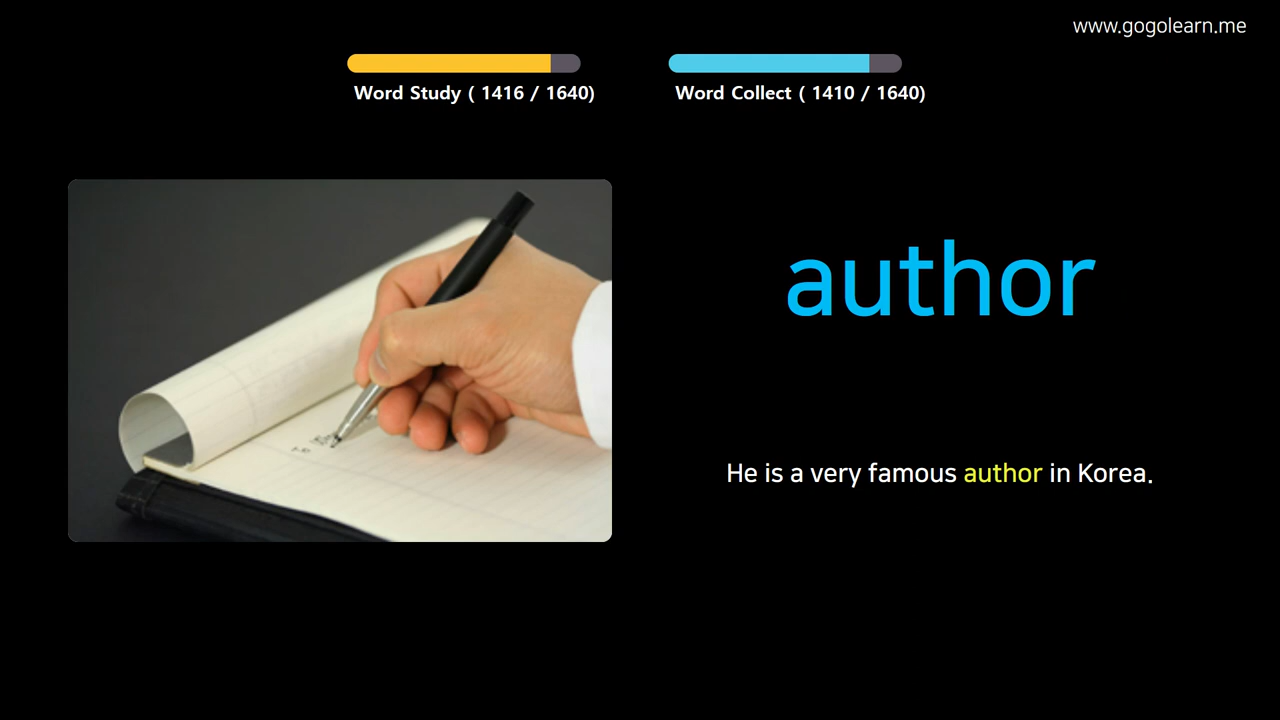 www.gogolearn.me
Word Study ( 1416 / 1640)
Word Collect ( 1410 / 1640)
author
He is a very famous author in Korea.